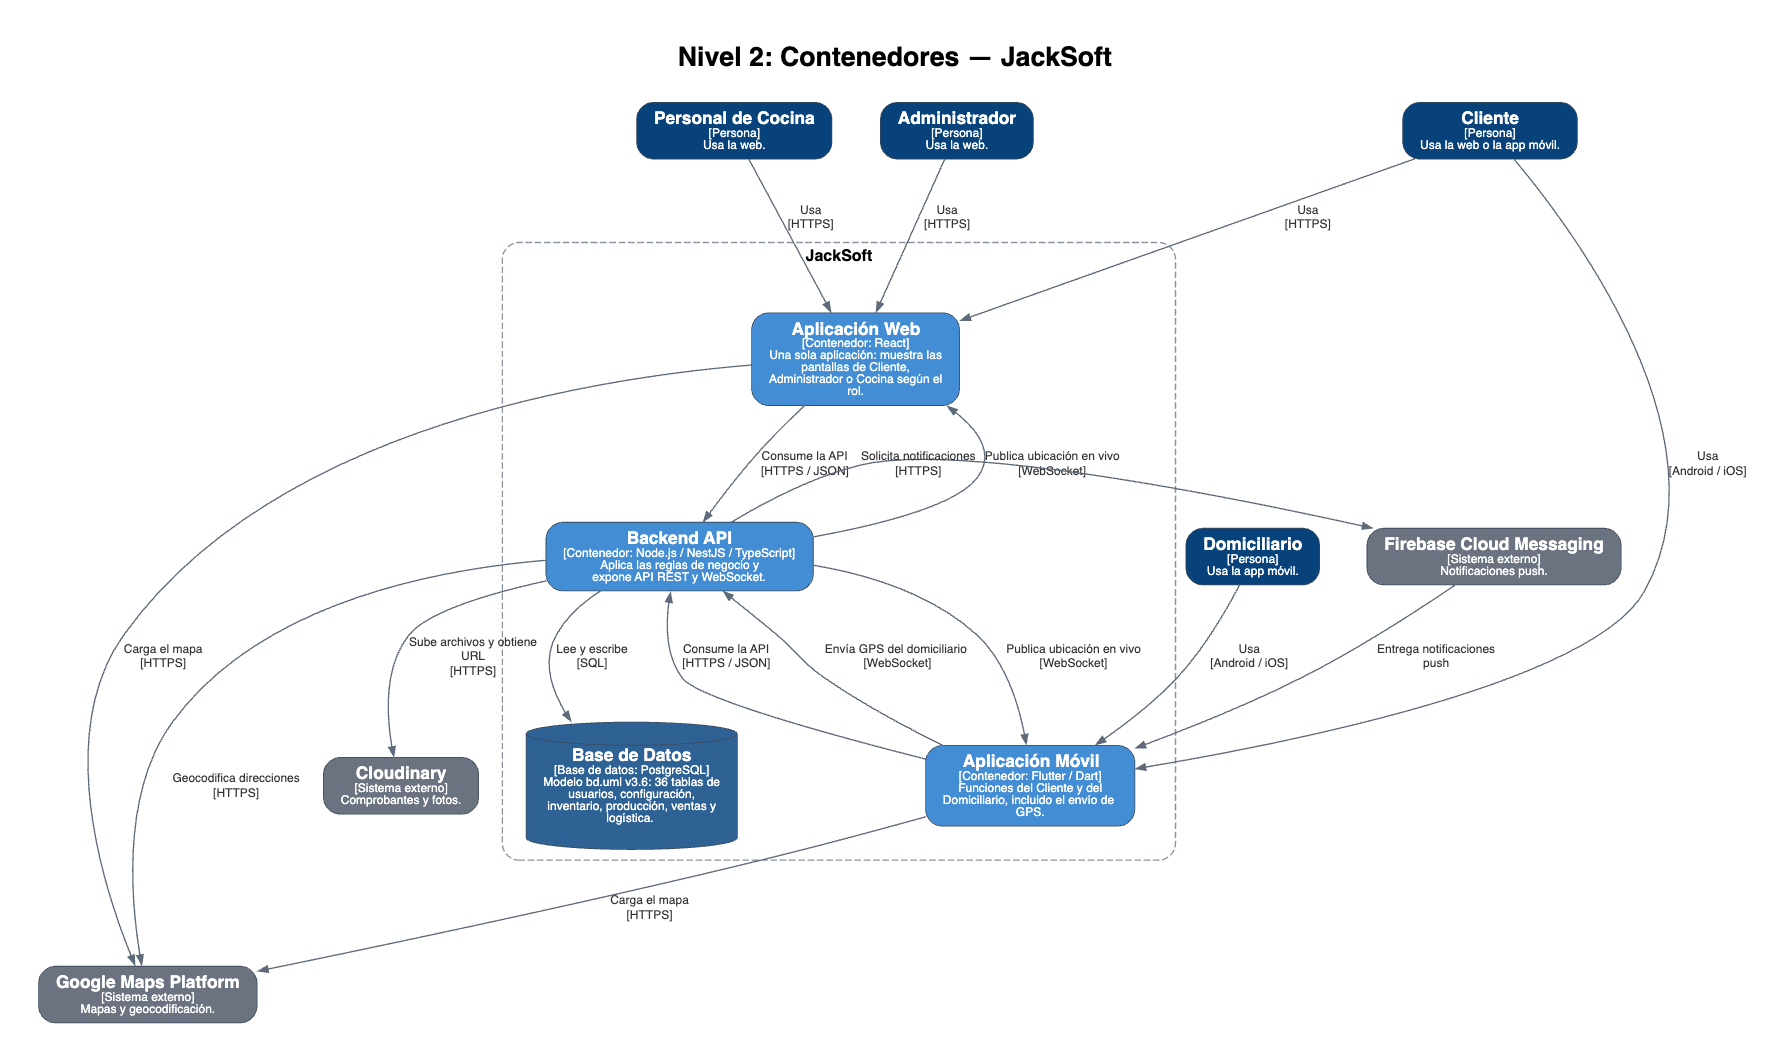 Nivel 2: Contenedores — JackSoft
Personal de Cocina
[Persona]
Usa la web.
Administrador
[Persona]
Usa la web.
Cliente
[Persona]
Usa la web o la app móvil.
Usa
[HTTPS]
Usa
[HTTPS]
Usa
[HTTPS]
JackSoft
Aplicación Web
[Contenedor: React]
Una sola aplicación: muestra las
pantallas de Cliente,
Administrador o Cocina según el
rol.
Consume la API
[HTTPS / JSON]
Solicita notificaciones
[HTTPS]
Publica ubicación en vivo
[WebSocket]
Usa
[Android / iOS]
Backend API
[Contenedor: Node.js / NestJS / TypeScript]
Aplica las reglas de negocio y
expone API REST y WebSocket.
Domiciliario
[Persona]
Usa la app móvil.
Firebase Cloud Messaging
[Sistema externo]
Notificaciones push.
Carga el mapa
[HTTPS]
Sube archivos y obtiene
URL
[HTTPS]
Lee y escribe
[SQL]
Consume la API
[HTTPS / JSON]
Envía GPS del domiciliario
[WebSocket]
Publica ubicación en vivo
[WebSocket]
Usa
[Android / iOS]
Entrega notificaciones
push
Geocodifica direcciones
[HTTPS]
Cloudinary
[Sistema externo]
Comprobantes y fotos.
Base de Datos
[Base de datos: PostgreSQL]
Modelo bd.uml v3.6: 36 tablas de
usuarios, configuración,
inventario, producción, ventas y
logística.
Aplicación Móvil
[Contenedor: Flutter / Dart]
Funciones del Cliente y del
Domiciliario, incluido el envío de
GPS.
Carga el mapa
[HTTPS]
Google Maps Platform
[Sistema externo]
Mapas y geocodificación.